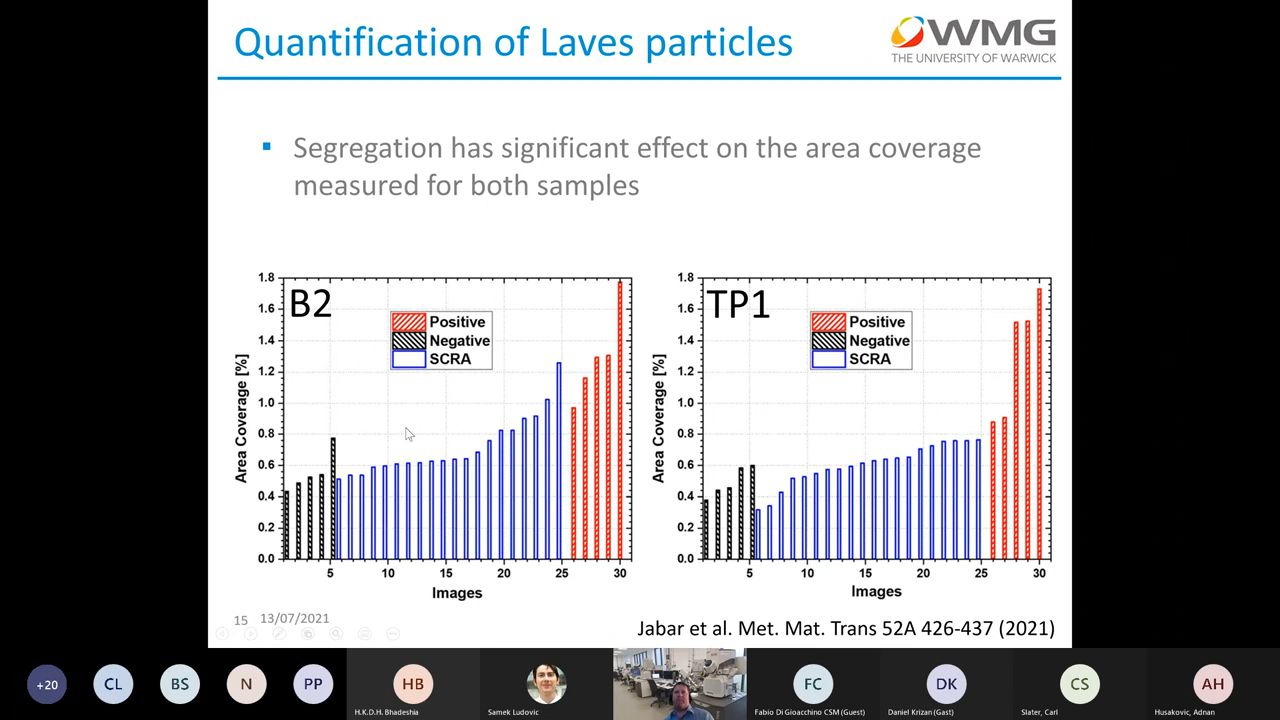 Quantification of Laves particles
WMG
THE UNIVERSITY OF WARWICK
▪ Segregation has significant effect on the area coverage
measured for both samples
B2
Positive
Negative
SCRA
Area Coverage [%]
1.8
1.6
1.4
1.2
1.0
0.8
0.6
0.4
0.2
0.0
5 10 15 20 25 30
Images
TP1
Positive
Negative
SCRA
Area Coverage [%]
1.8
1.6
1.4
1.2
1.0
0.8
0.6
0.4
0.2
0.0
5 10 15 20 25 30
Images
15 13/07/2021
Jabar et al. Met. Mat. Trans 52A 426-437 (2021)
+20 CL BS N PP HB FC DK CS AH
H.K.D.H. Bhadeshia Samek Ludovic Fabio Di Gioacchino CSM (Guest) Daniel Krizan (Gast) Slater, Carl Husakovic, Adnan